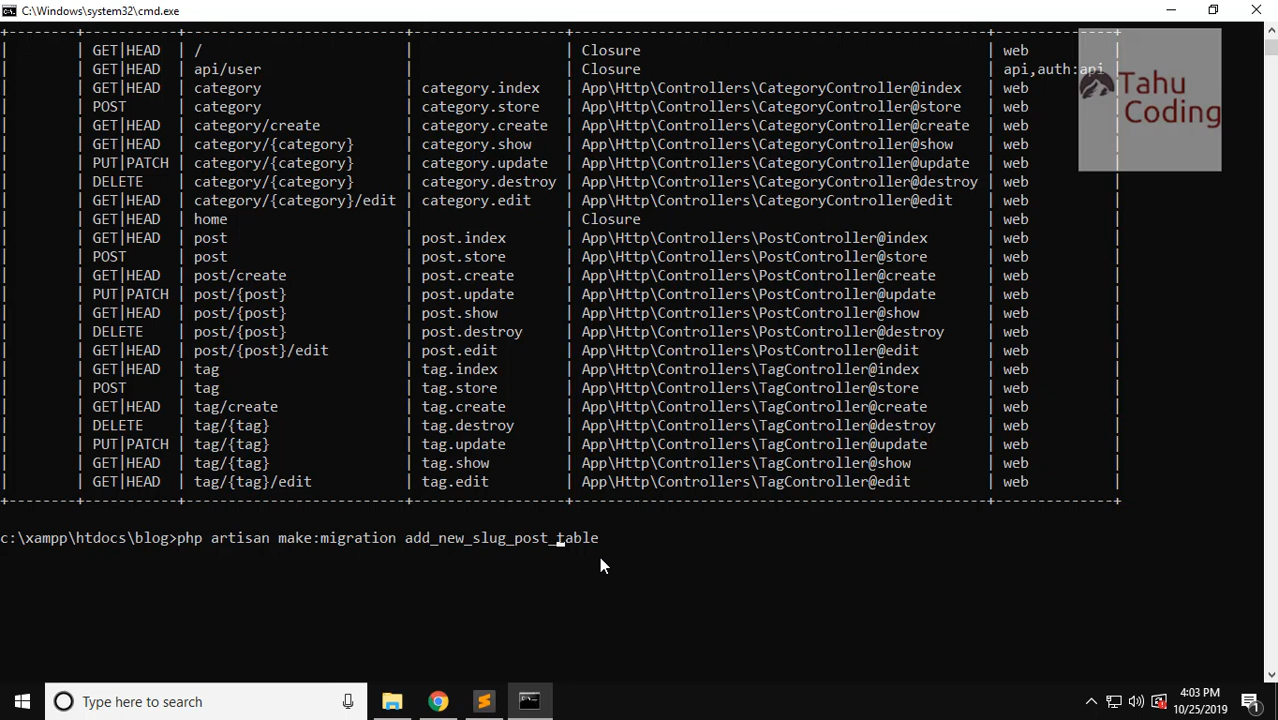 C:\Windows\system32\cmd.exe
+--------+-----------+------------------------+------------------+------------------------------------------------+--------------+
| | GET|HEAD | / | | Closure | web |
| | GET|HEAD | api/user | | Closure | api,auth:api |
| | GET|HEAD | category | category.index | App\Http\Controllers\CategoryController@index | web |
| | POST | category | category.store | App\Http\Controllers\CategoryController@store | web |
| | GET|HEAD | category/create | category.create | App\Http\Controllers\CategoryController@create | web |
| | GET|HEAD | category/{category} | category.show | App\Http\Controllers\CategoryController@show | web |
| | PUT|PATCH | category/{category} | category.update | App\Http\Controllers\CategoryController@update | web |
| | DELETE | category/{category} | category.destroy | App\Http\Controllers\CategoryController@destroy | web |
| | GET|HEAD | category/{category}/edit | category.edit | App\Http\Controllers\CategoryController@edit | web |
| | GET|HEAD | home | | Closure | web |
| | GET|HEAD | post | post.index | App\Http\Controllers\PostController@index | web |
| | POST | post | post.store | App\Http\Controllers\PostController@store | web |
| | GET|HEAD | post/create | post.create | App\Http\Controllers\PostController@create | web |
| | PUT|PATCH | post/{post} | post.update | App\Http\Controllers\PostController@update | web |
| | GET|HEAD | post/{post} | post.show | App\Http\Controllers\PostController@show | web |
| | DELETE | post/{post} | post.destroy | App\Http\Controllers\PostController@destroy | web |
| | GET|HEAD | post/{post}/edit | post.edit | App\Http\Controllers\PostController@edit | web |
| | GET|HEAD | tag | tag.index | App\Http\Controllers\TagController@index | web |
| | POST | tag | tag.store | App\Http\Controllers\TagController@store | web |
| | GET|HEAD | tag/create | tag.create | App\Http\Controllers\TagController@create | web |
| | DELETE | tag/{tag} | tag.destroy | App\Http\Controllers\TagController@destroy | web |
| | PUT|PATCH | tag/{tag} | tag.update | App\Http\Controllers\TagController@update | web |
| | GET|HEAD | tag/{tag} | tag.show | App\Http\Controllers\TagController@show | web |
| | GET|HEAD | tag/{tag}/edit | tag.edit | App\Http\Controllers\TagController@edit | web |
+--------+-----------+------------------------+------------------+------------------------------------------------+--------------+
Tahu
Coding
c:\xampp\htdocs\blog>php artisan make:migration add_new_slug_post_table
Type here to search
4:03 PM
10/25/2019
1